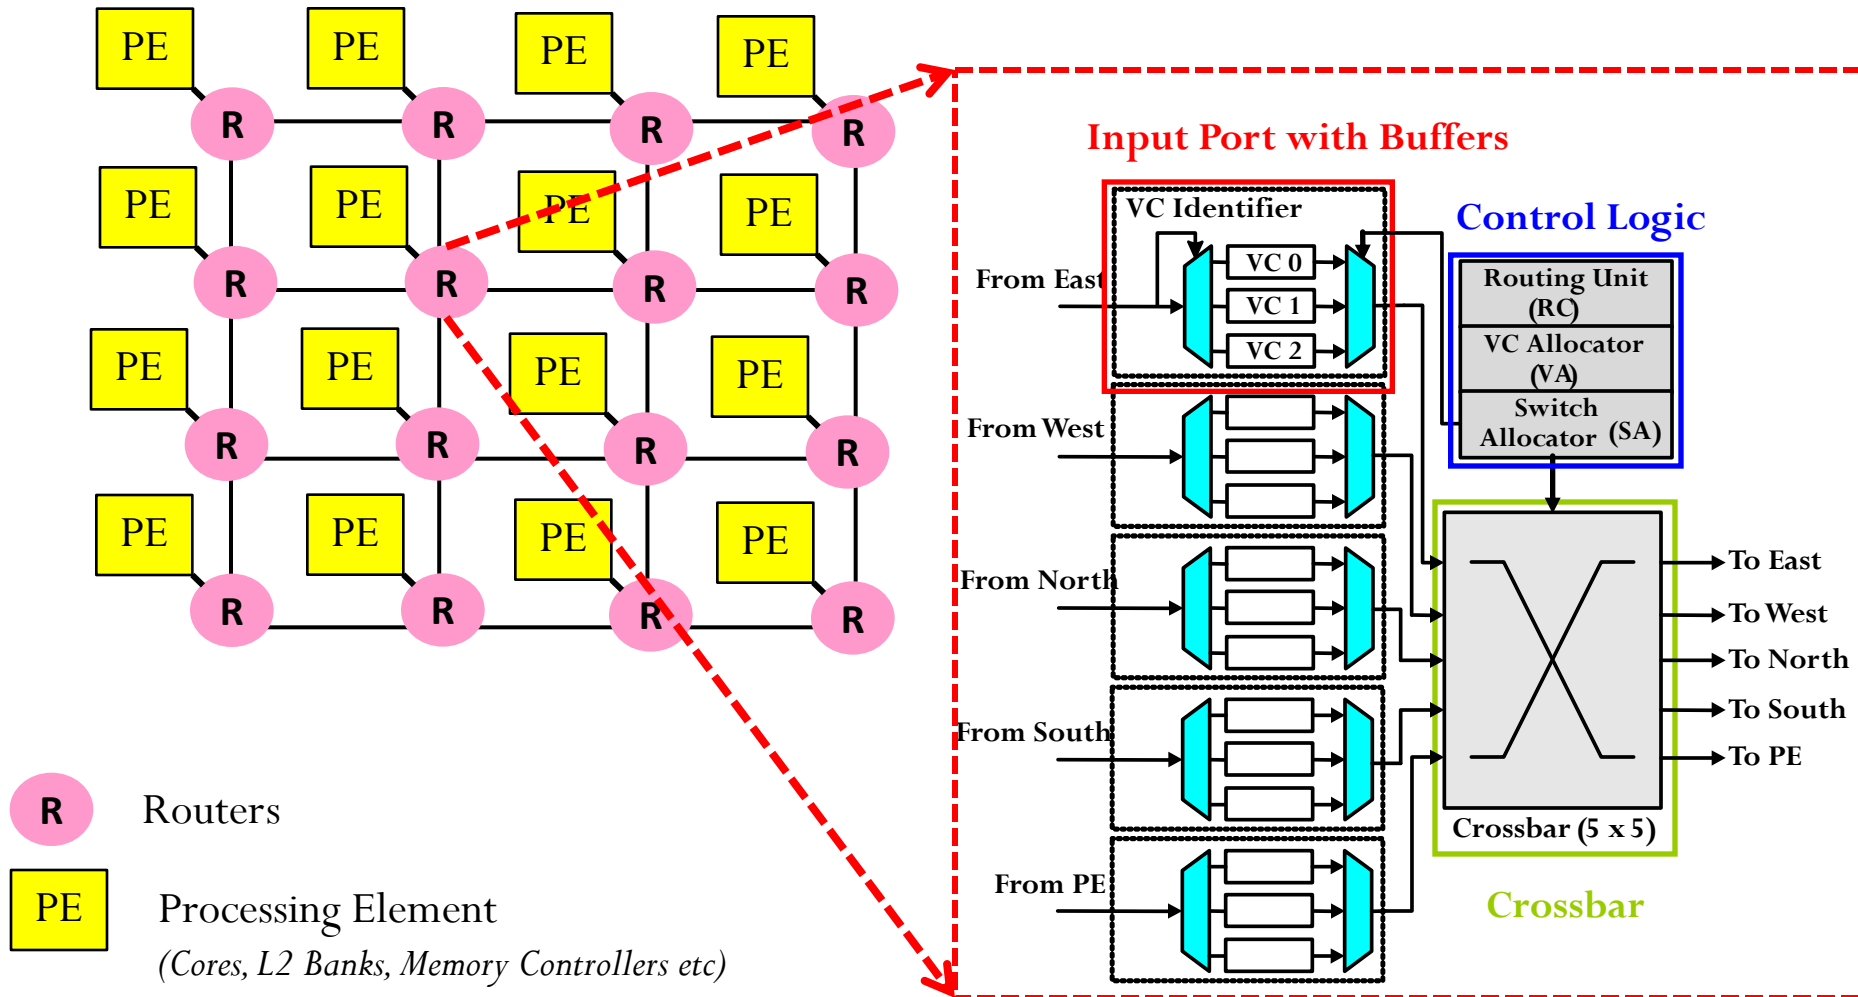 PE PE PE PE
R R R R
PE PE PE PE
R R R R
PE PE PE PE
R R R R
PE PE PE PE
R R R R
R Routers
PE Processing Element
(Cores, L2 Banks, Memory Controllers etc)
Input Port with Buffers
VC Identifier
From East
VC 0
VC 1
VC 2
From West
From North
From South
From PE
Control Logic
Routing Unit
(RC)
VC Allocator
(VA)
Switch
Allocator (SA)
To East
To West
To North
To South
To PE
Crossbar (5 x 5)
Crossbar